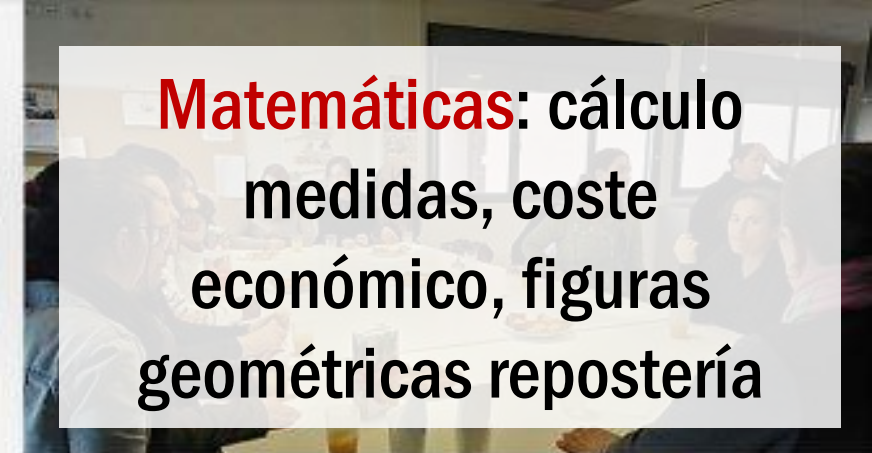 Matemáticas: cálculo
medidas, coste
económico, figuras
geométricas repostería